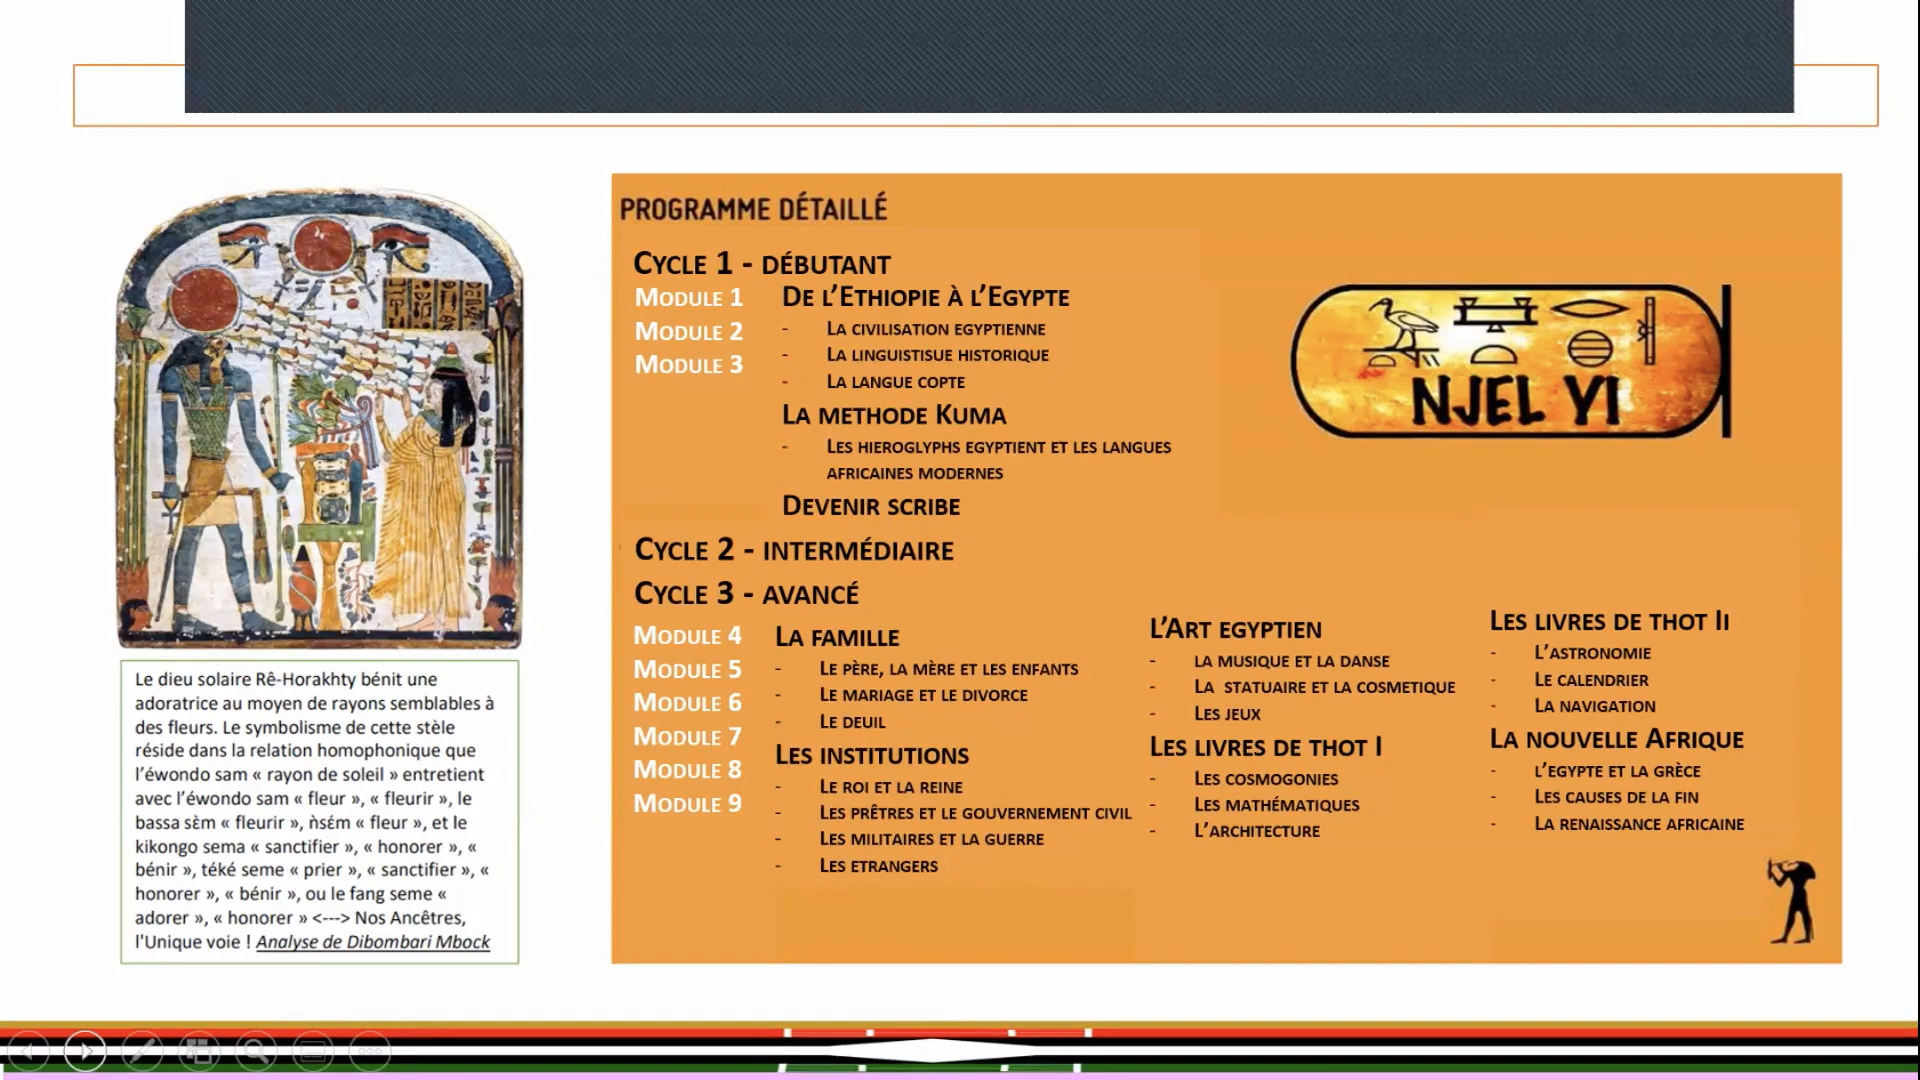 Le dieu solaire Rê-Horakhty bénit une
adoratrice au moyen de rayons semblables à
des fleurs. Le symbolisme de cette stèle
réside dans la relation homophonique que
l'éwondo sam « rayon de soleil » entretient
avec l'éwondo sam « fleur », « fleurir », le
bassa sèm « fleurir », ǹsɛ́m « fleur », et le
kikongo sema « sanctifier », « honorer », «
bénir », téké seme « prier », « sanctifier », «
honorer », « bénir », ou le fang seme «
adorer », « honorer » <---> Nos Ancêtres,
l'Unique voie ! Analyse de Dibombari Mbock
PROGRAMME DÉTAILLÉ
CYCLE 1 - DÉBUTANT
MODULE 1
MODULE 2
MODULE 3
DE L'ETHIOPIE À L'EGYPTE
- LA CIVILISATION EGYPTIENNE
- LA LINGUISTISUE HISTORIQUE
- LA LANGUE COPTE
LA METHODE KUMA
- LES HIEROGLYPHS EGYPTIENT ET LES LANGUES
AFRICAINES MODERNES
DEVENIR SCRIBE
NJEL YI
CYCLE 2 - INTERMÉDIAIRE
CYCLE 3 - AVANCÉ
MODULE 4
MODULE 5
MODULE 6
MODULE 7
MODULE 8
MODULE 9
LA FAMILLE
- LE PÈRE, LA MÈRE ET LES ENFANTS
- LE MARIAGE ET LE DIVORCE
- LE DEUIL
LES INSTITUTIONS
- LE ROI ET LA REINE
- LES PRÊTRES ET LE GOUVERNEMENT CIVIL
- LES MILITAIRES ET LA GUERRE
- LES ETRANGERS
L'ART EGYPTIEN
- LA MUSIQUE ET LA DANSE
- LA STATUAIRE ET LA COSMETIQUE
- LES JEUX
LES LIVRES DE THOT I
- LES COSMOGONIES
- LES MATHÉMATIQUES
- L'ARCHITECTURE
LES LIVRES DE THOT II
- L'ASTRONOMIE
- LE CALENDRIER
- LA NAVIGATION
LA NOUVELLE AFRIQUE
- L'EGYPTE ET LA GRÈCE
- LES CAUSES DE LA FIN
- LA RENAISSANCE AFRICAINE